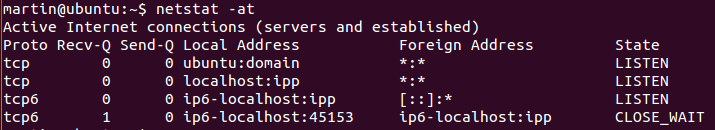 martin@ubuntu:~$ netstat -at
Active Internet connections (servers and established)
Proto Recv-Q Send-Q Local Address           Foreign Address         State
tcp        0      0 ubuntu:domain           *:*                     LISTEN
tcp        0      0 localhost:ipp           *:*                     LISTEN
tcp6       0      0 ip6-localhost:ipp       [::]:*                  LISTEN
tcp6       1      0 ip6-localhost:45153     ip6-localhost:ipp       CLOSE_WAIT